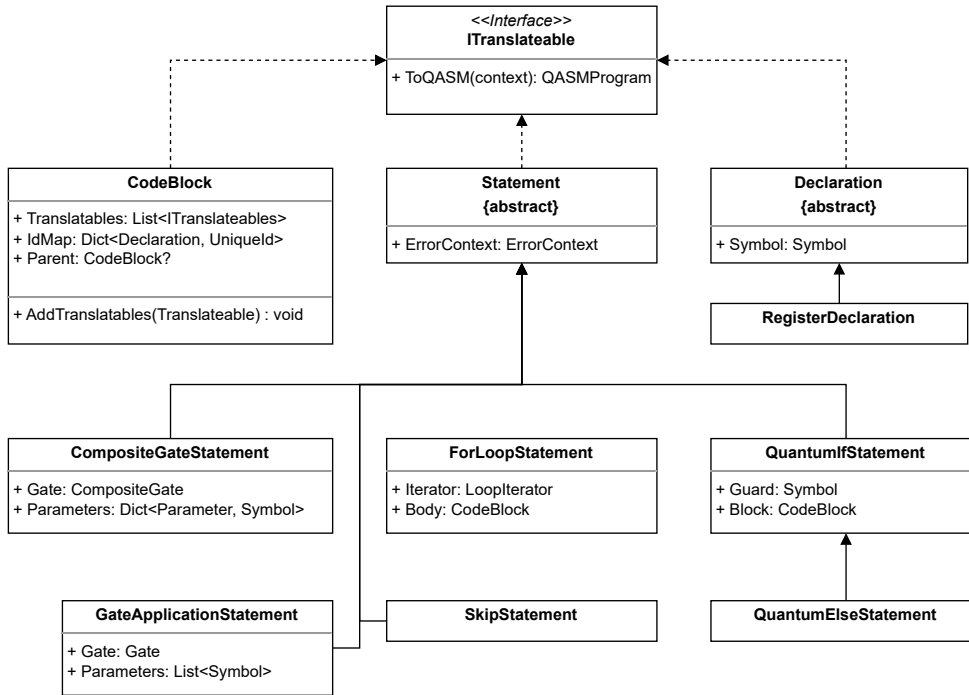 <<Interface>>
ITranslateable
+ ToQASM(context): QASMProgram
CodeBlock
+ Translatables: List<ITranslateables>
+ IdMap: Dict<Declaration, UniqueId>
+ Parent: CodeBlock?
+ AddTranslatables(Translateable) : void
Statement
{abstract}
+ ErrorContext: ErrorContext
Declaration
{abstract}
+ Symbol: Symbol
RegisterDeclaration
CompositeGateStatement
+ Gate: CompositeGate
+ Parameters: Dict<Parameter, Symbol>
ForLoopStatement
+ Iterator: LoopIterator
+ Body: CodeBlock
QuantumIfStatement
+ Guard: Symbol
+ Block: CodeBlock
GateApplicationStatement
+ Gate: Gate
+ Parameters: List<Symbol>
SkipStatement
QuantumElseStatement